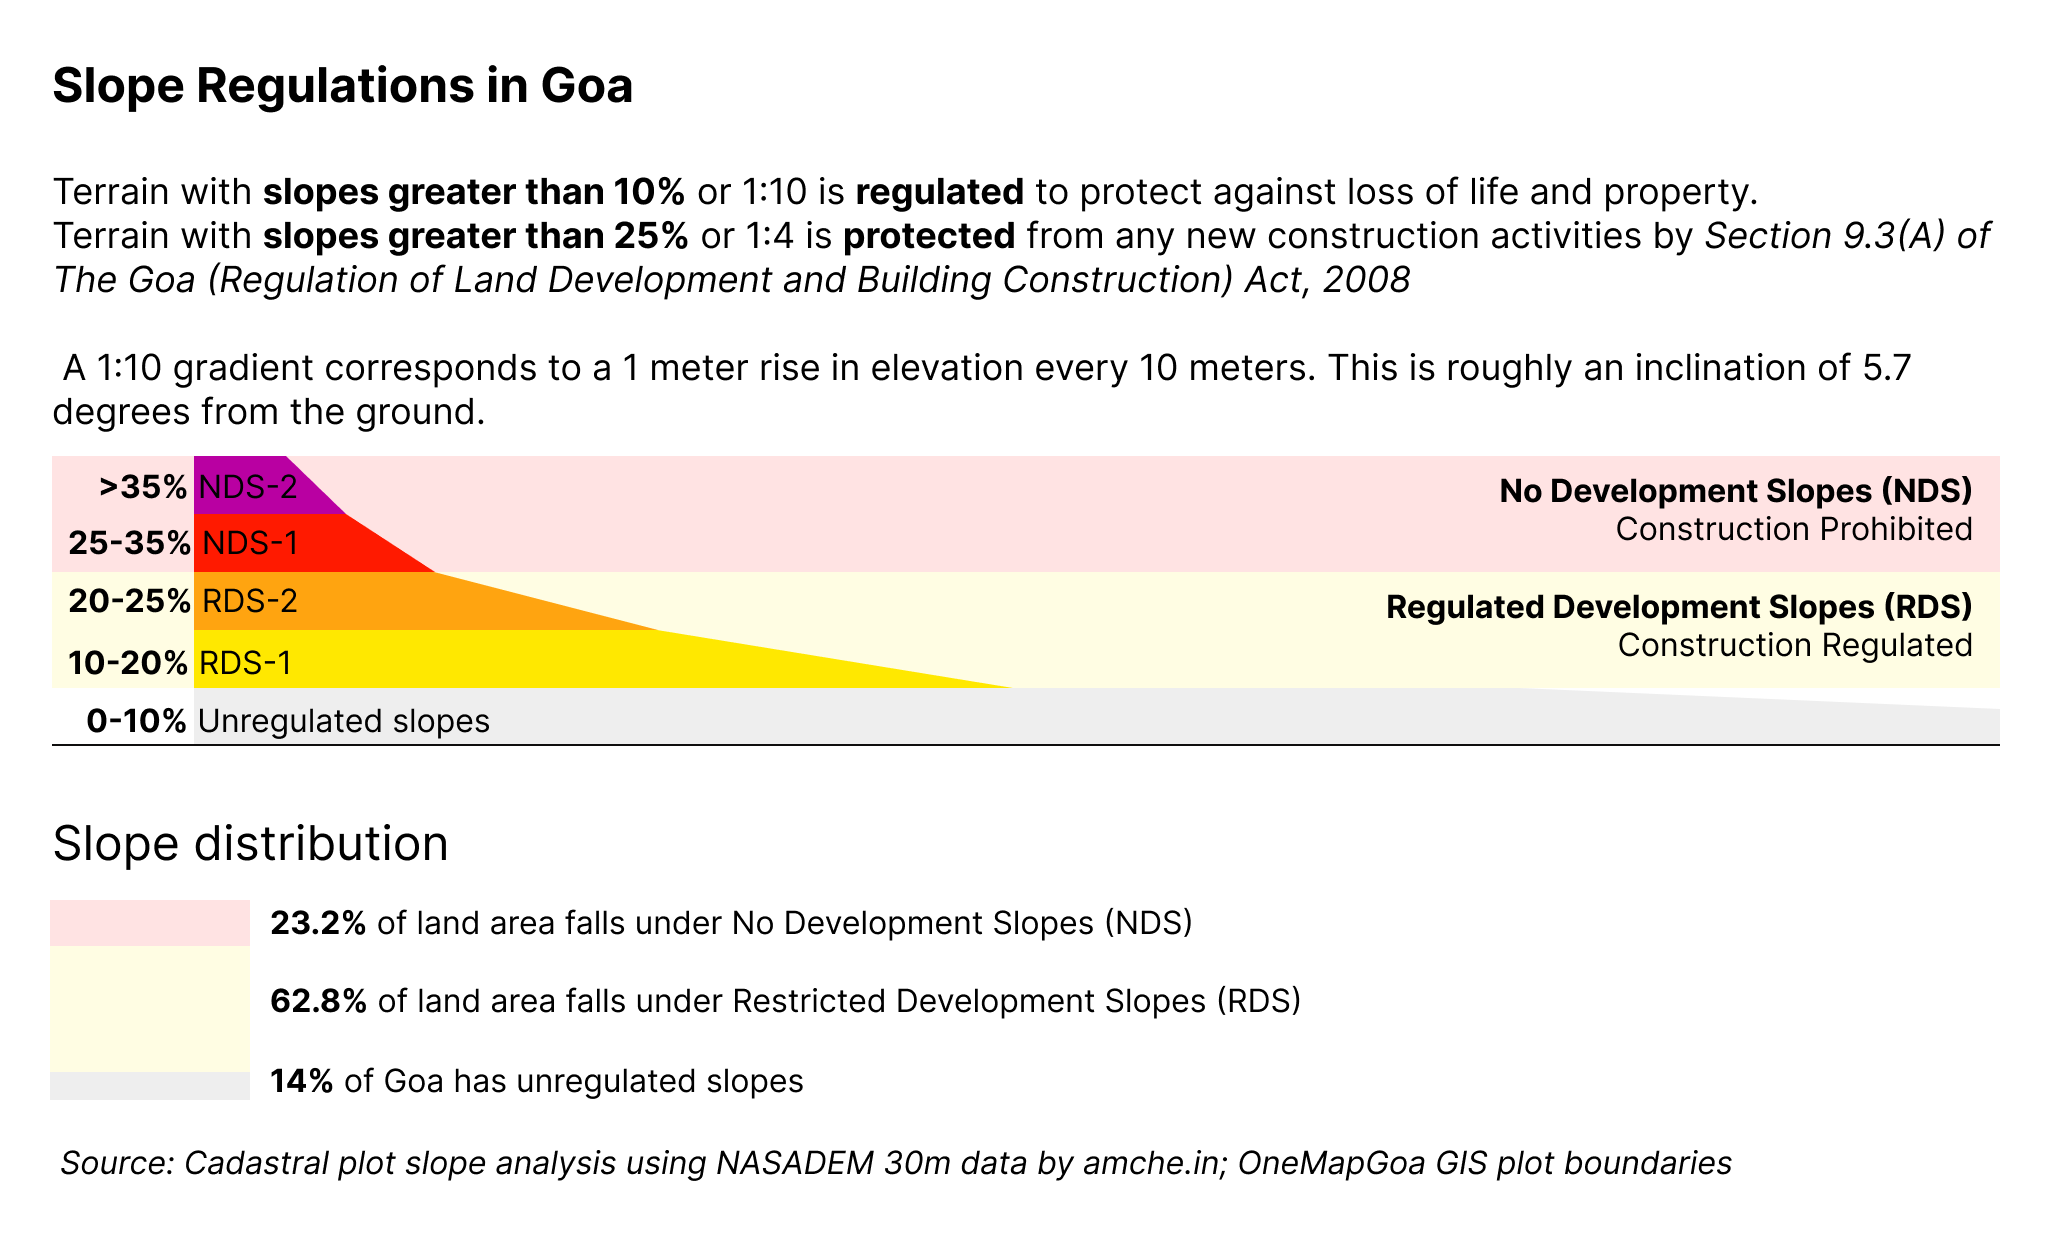 Slope Regulations in Goa
Terrain with slopes greater than 10% or 1:10 is regulated to protect against loss of life and property.
Terrain with slopes greater than 25% or 1:4 is protected from any new construction activities by Section 9.3(A) of
The Goa (Regulation of Land Development and Building Construction) Act, 2008
A 1:10 gradient corresponds to a 1 meter rise in elevation every 10 meters. This is roughly an inclination of 5.7
degrees from the ground.
>35% NDS-2
No Development Slopes (NDS)
Construction Prohibited
25-35% NDS-1
20-25% RDS-2
Regulated Development Slopes (RDS)
Construction Regulated
10-20% RDS-1
0-10% Unregulated slopes
Slope distribution
23.2% of land area falls under No Development Slopes (NDS)
62.8% of land area falls under Restricted Development Slopes (RDS)
14% of Goa has unregulated slopes
Source: Cadastral plot slope analysis using NASADEM 30m data by amche.in; OneMapGoa GIS plot boundaries